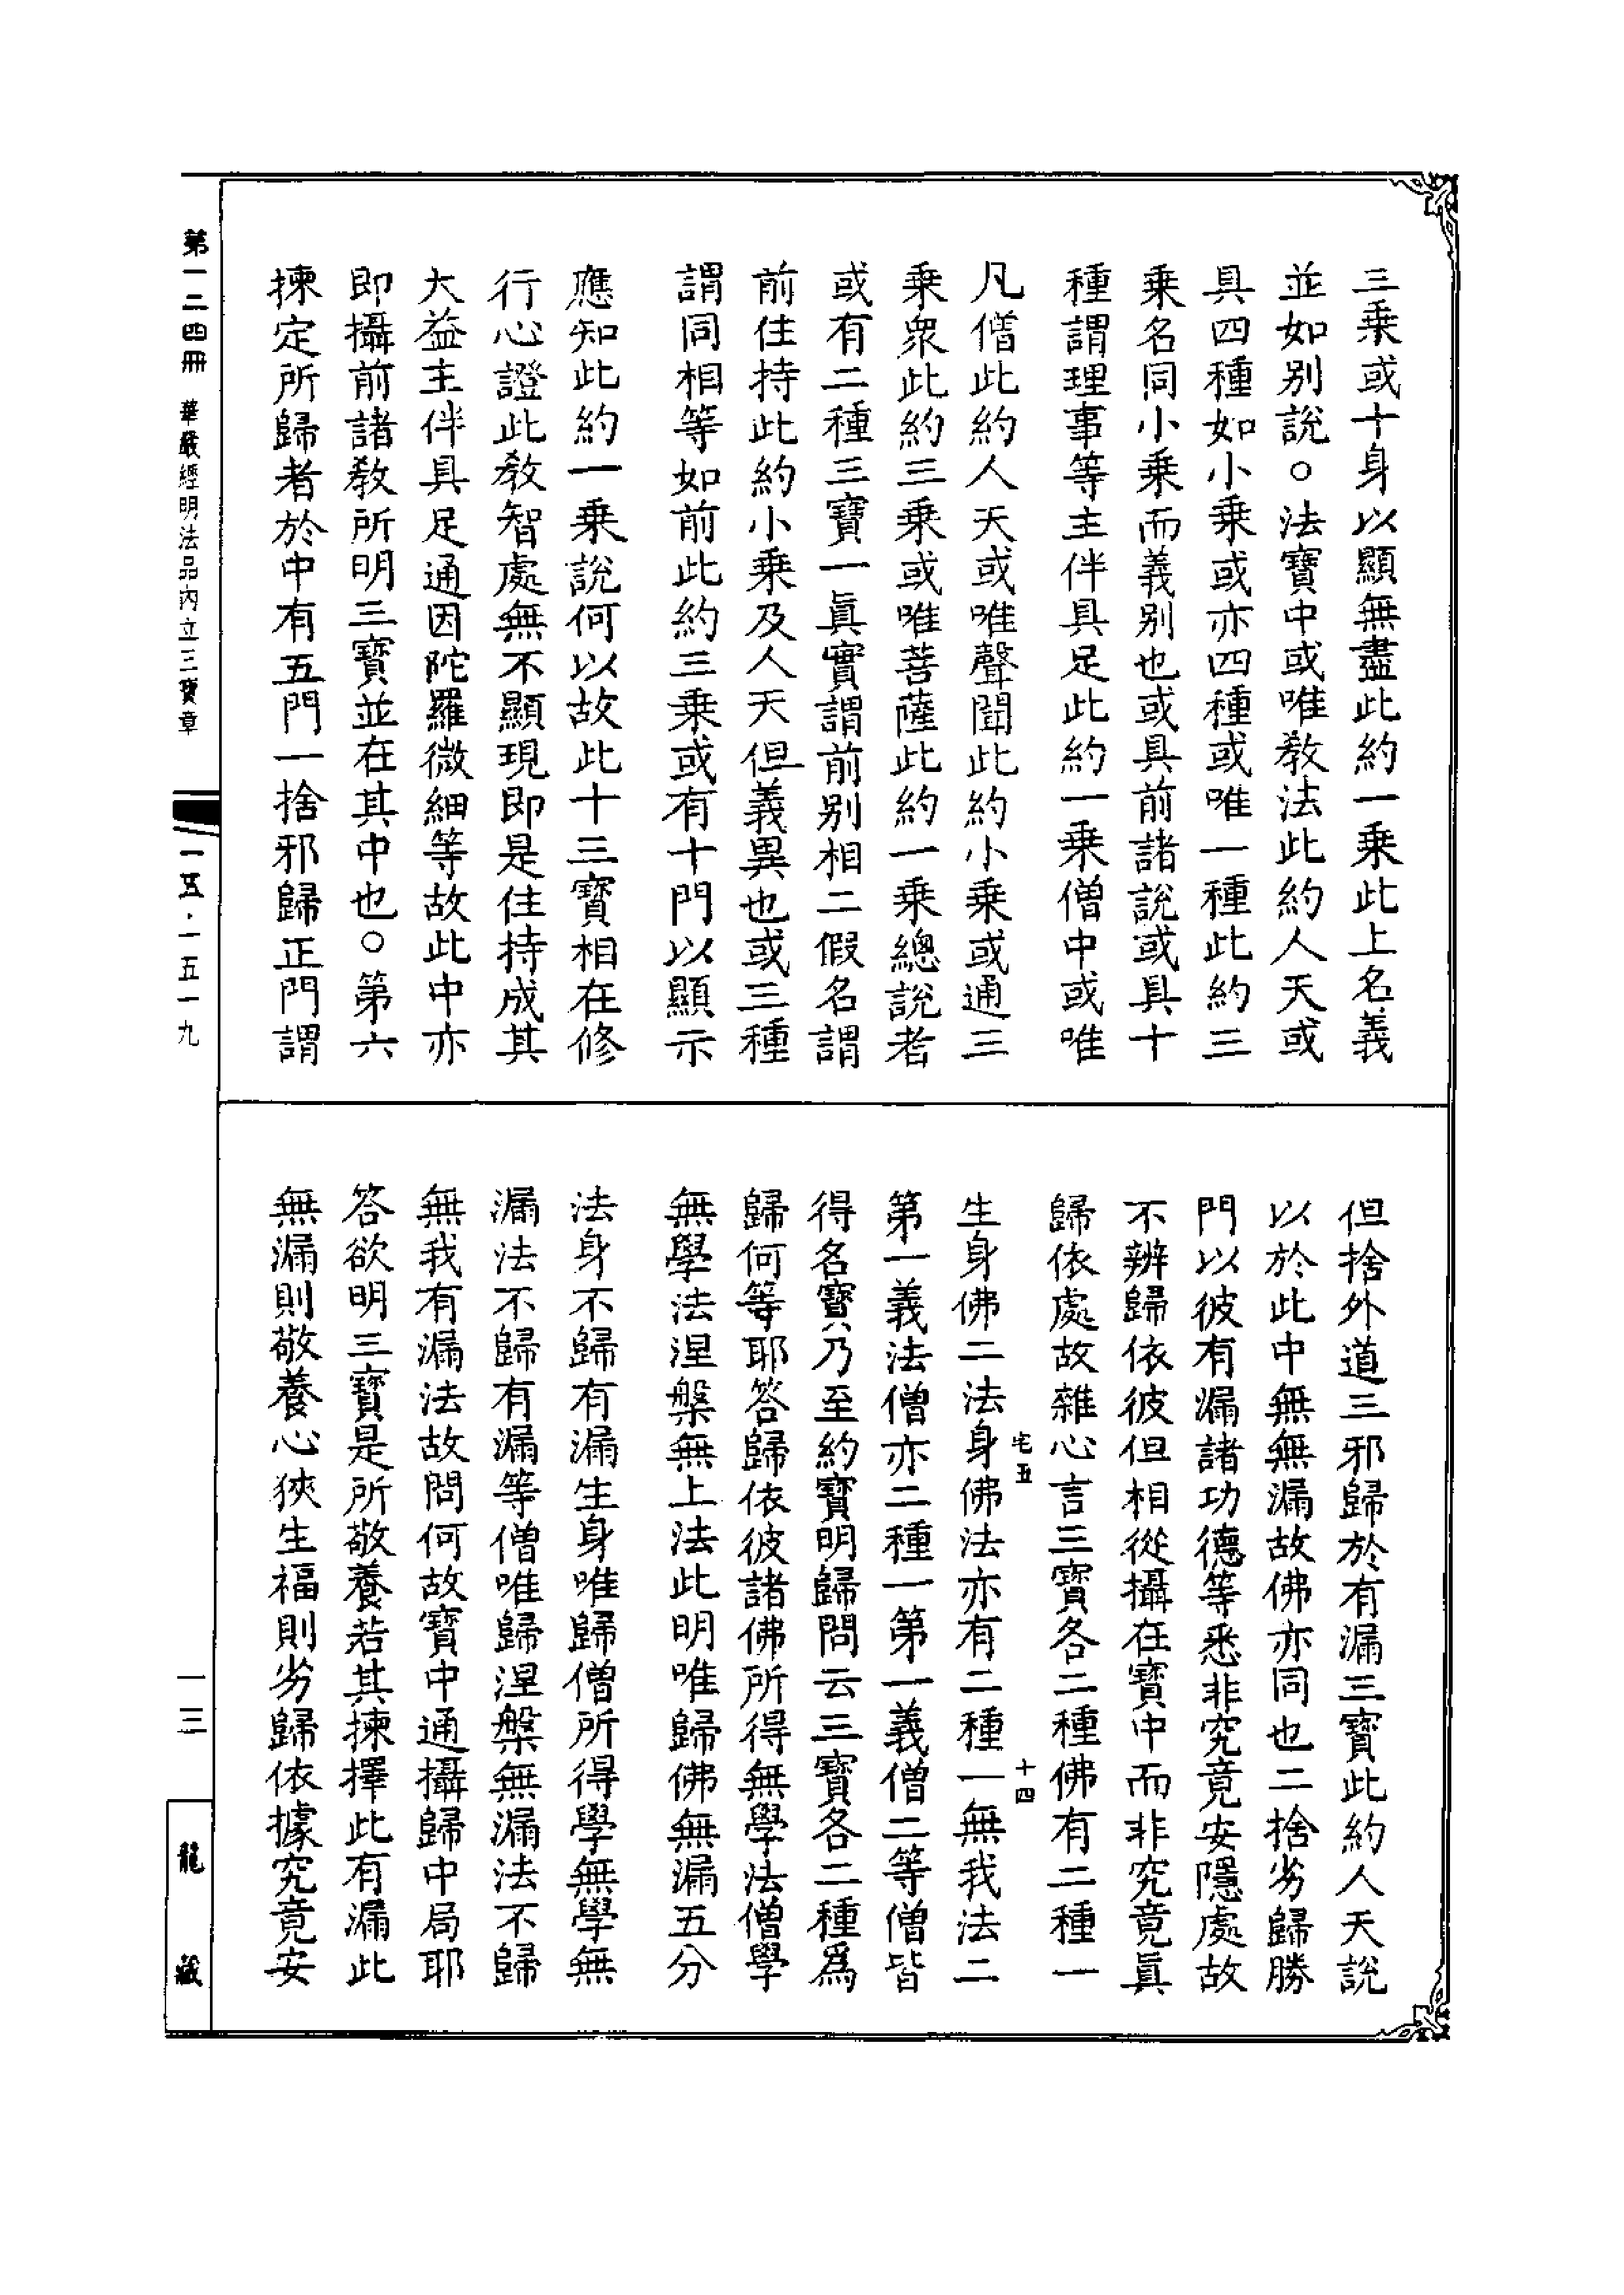 三乗或十身以顯無盡此約一乗此上名義
並如别說○法寶中或唯敎法此約人天或
具四種如小乗或亦四種或唯一種此約三
乗名同小乗而義别也或具前諸說或具十
種謂理事等主伴具足此約一乗僧中或唯
凡僧此約人天或唯聲聞此約小乗或通三
乗衆此約三乗或唯菩薩此約一乗總說者
或有二種三寶一眞實謂前别相二假名謂
前住持此約小乗及人天但義異也或三種
謂同相等如前此約三乗或有十門以顯示
應知此約一乗說何以故此十三寶相在修
行心證此敎智處無不顯現即是住持成其
大益主伴具足通因陀羅微細等故此中亦
即攝前諸敎所明三寶並在其中也○第六
揀定所歸者於中有五門一捨邪歸正門謂
但捨外道三邪歸於有漏三寶此約人天說
以於此中無無漏故佛亦同也二捨劣歸勝
門以彼有漏諸功德等悉非究竟安隱處故
不辨歸依彼但相從攝在寶中而非究竟眞
歸依處故雜心言三寶各二種佛有二種一
宅五
十四
生身佛二法身佛法亦有二種一無我法二
第一義法僧亦二種一第一義僧二等僧皆
得名寶乃至約寶明歸問云三寶各二種爲
歸何等耶答歸依彼諸佛所得無學法僧學
無學法涅槃無上法此明唯歸佛無漏五分
法身不歸有漏生身唯歸僧所得學無學無
漏法不歸有漏等僧唯歸涅槃無漏法不歸
無我有漏法故問何故寶中通攝歸中局耶
答欲明三寶是所敬養若其揀擇此有漏此
無漏則敬養心狹生福則劣歸依據究竟安
第一二四冊 華嚴經明法品內立三寶章
一五·一五一九
一三
龍藏